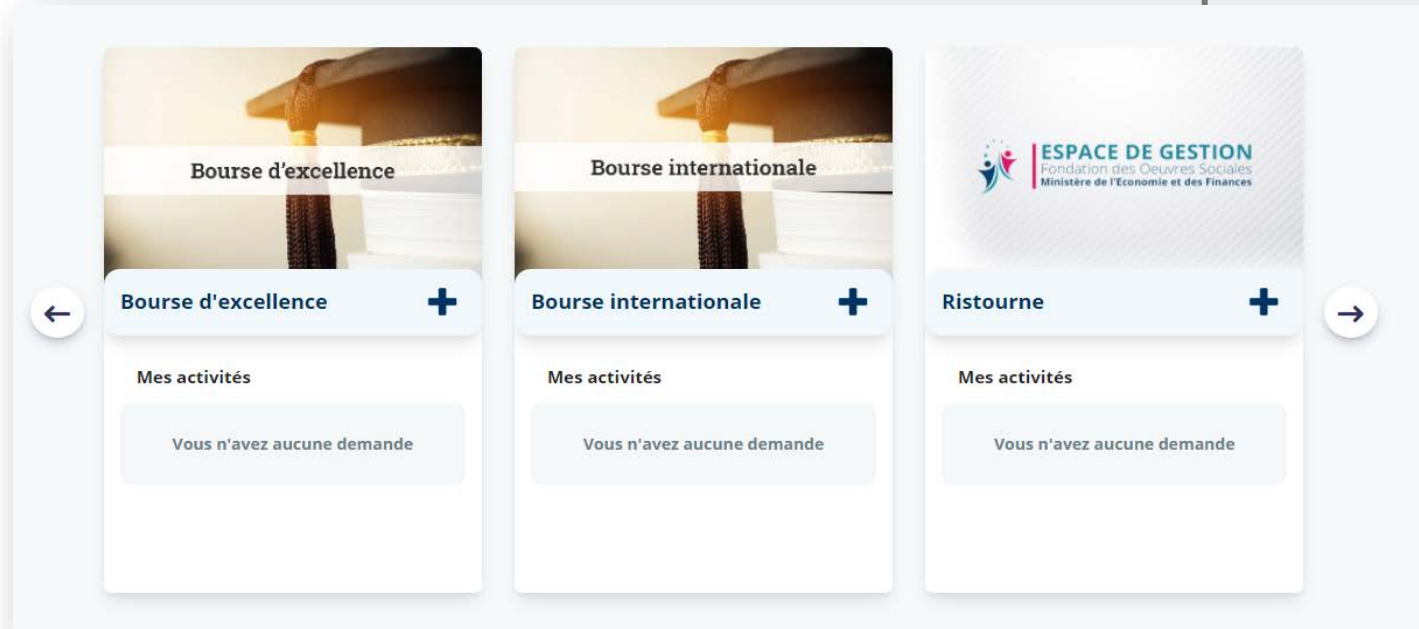 Bourse d’excellence
Bourse internationale
ESPACE DE GESTION
Fondation des Oeuvres Sociales
Ministère de l'Economie et des Finances
Bourse d'excellence
Bourse internationale
Ristourne
Mes activités
Mes activités
Mes activités
Vous n'avez aucune demande
Vous n'avez aucune demande
Vous n'avez aucune demande